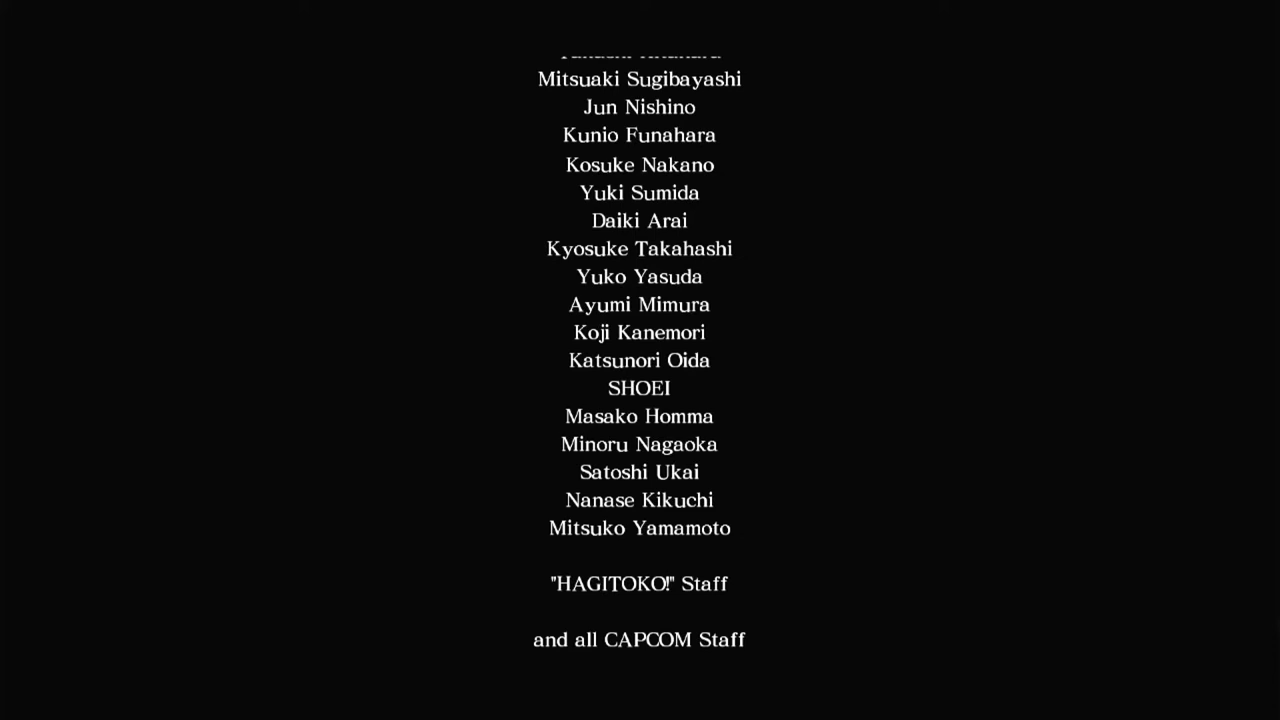 Mitsuaki Sugibayashi
Jun Nishino
Kunio Funahara
Kosuke Nakano
Yuki Sumida
Daiki Arai
Kyosuke Takahashi
Yuko Yasuda
Ayumi Mimura
Koji Kanemori
Katsunori Oida
SHOEI
Masako Homma
Minoru Nagaoka
Satoshi Ukai
Nanase Kikuchi
Mitsuko Yamamoto
"HAGITOKO!" Staff
and all CAPCOM Staff